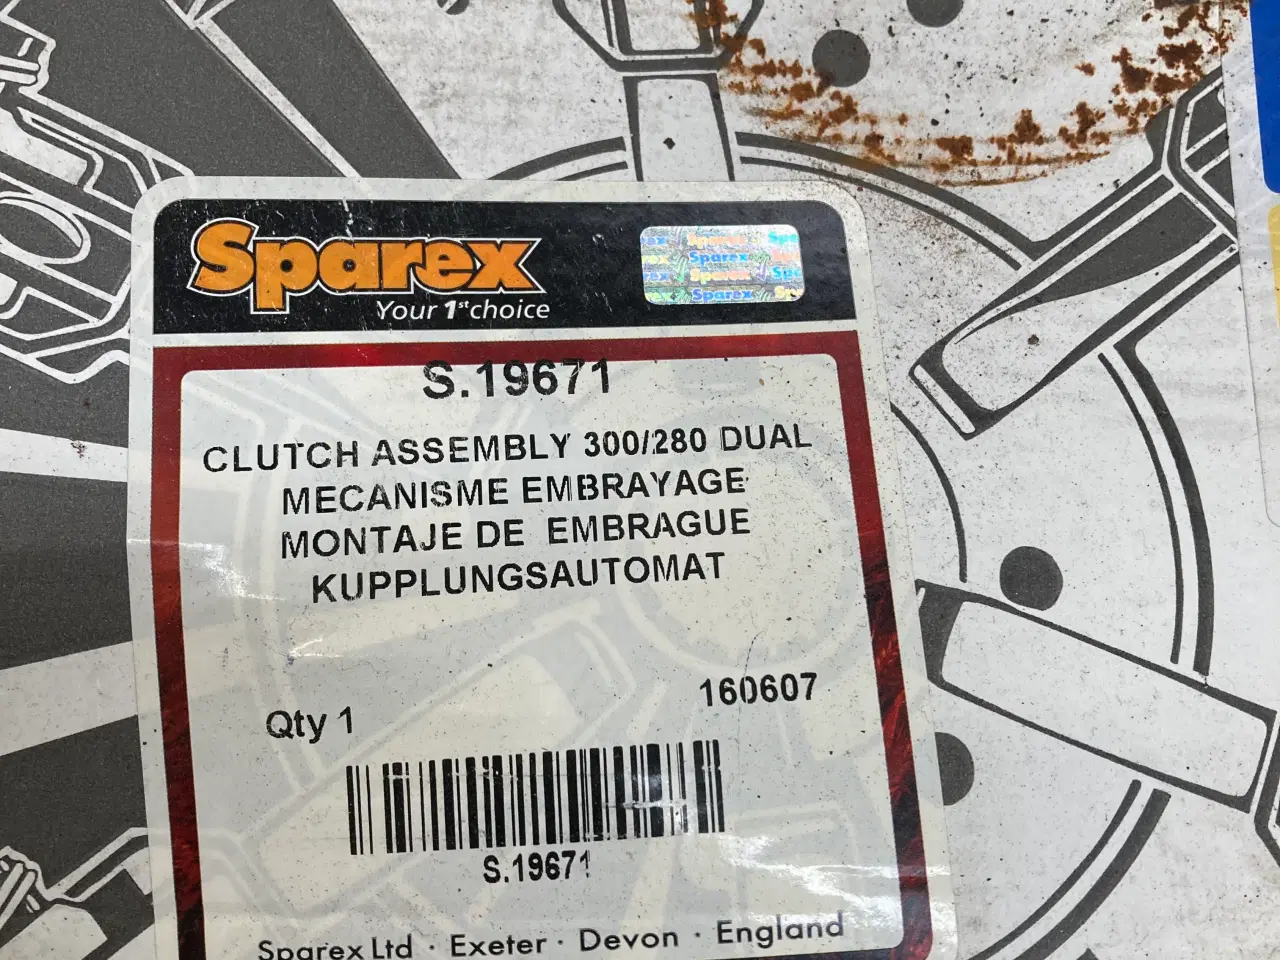 Sparex
Your 1st choice
S.19671
CLUTCH ASSEMBLY 300/280 DUAL
MECANISME EMBRAYAGE
MONTAJE DE EMBRAGUE
KUPPLUNGSAUTOMAT
160607
Qty 1
S.19671
Sparex Ltd · Exeter · Devon · England